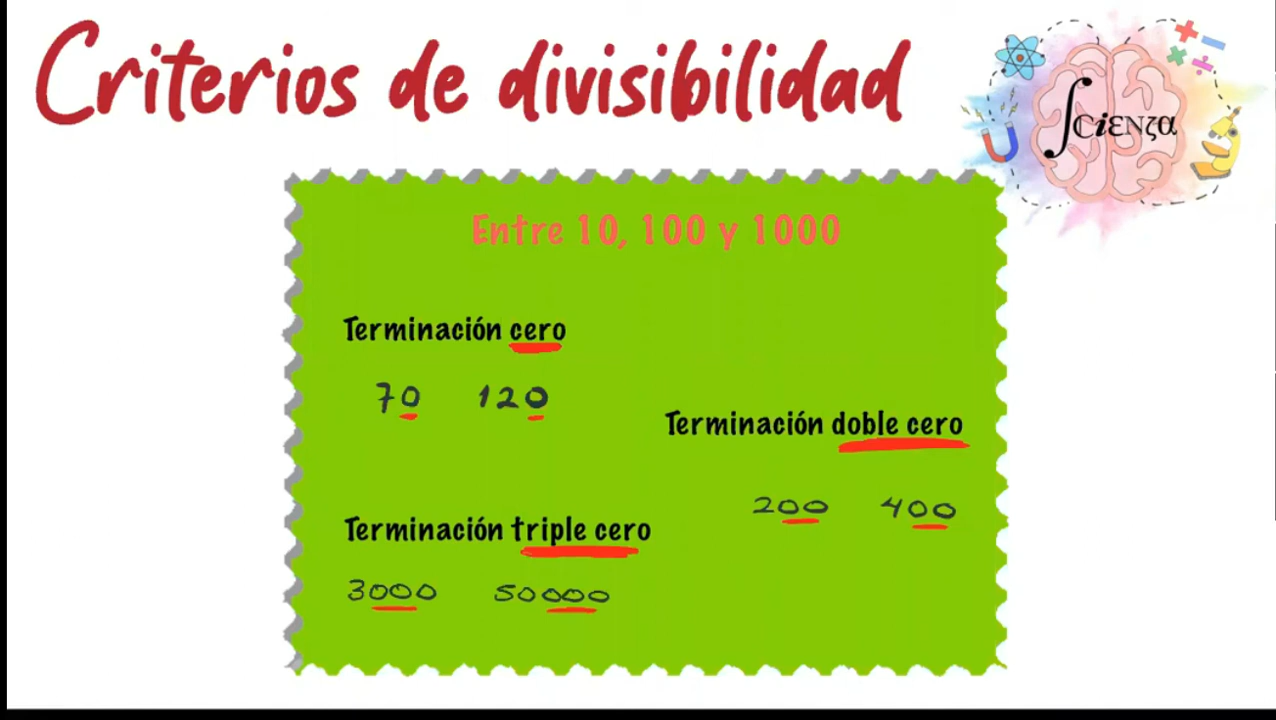 Criterios de divisibilidad
∫CiENζα
Entre 10, 100 y 1000
Terminación cero
70 120
Terminación doble cero
200 400
Terminación triple cero
3000 50000